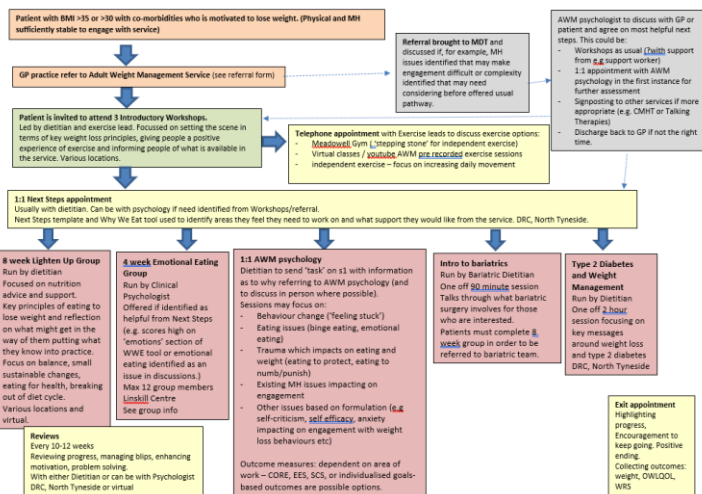 Patient with BMI >35 or >30 with co-morbidities who is motivated to lose weight. (Physical and MH
sufficiently stable to engage with service)
GP practice refer to Adult Weight Management Service (see referral form)
Referral brought to MDT and
discussed if, for example, MH
issues identified that may make
engagement difficult or complexity
identified that may need
considering before offered usual
pathway.
AWM psychologist to discuss with GP or
patient and agree on most helpful next
steps. This could be:
- Workshops as usual (?with support
from e.g support worker)
- 1:1 appointment with AWM
psychology in the first instance for
further assessment
- Signposting to other services if more
appropriate (e.g. CMHT or Talking
Therapies)
- Discharge back to GP if not the right
time.
Patient is invited to attend 3 Introductory Workshops.
Led by dietitian and exercise lead. Focussed on setting the scene in
terms of key weight loss principles, giving people a positive
experience of exercise and informing people of what is available in
the service. Various locations.
Telephone appointment with Exercise leads to discuss exercise options:
- Meadowell Gym ('stepping stone' for independent exercise)
- Virtual classes / youtube AWM pre recorded exercise sessions
- independent exercise – focus on increasing daily movement
1:1 Next Steps appointment
Usually with dietitian. Can be with psychology if need identified from Workshops/referral.
Next Steps template and Why We Eat tool used to identify areas they feel they need to work on and what support they would like from the service. DRC, North Tyneside.
8 week Lighten Up Group
Run by dietitian
Focused on nutrition
advice and support.
Key principles of eating to
lose weight and reflection
on what might get in the
way of them putting what
they know into practice.
Focus on balance, small
sustainable changes,
eating for health, breaking
out of diet cycle.
Various locations and
virtual.
4 week Emotional Eating
Group
Run by Clinical
Psychologist
Offered if identified as
helpful from Next Steps
(e.g. scores high on
'emotions' section of
WWE tool or emotional
eating identified as an
issue in discussions.)
Max 12 group members
Linskill Centre
See group info
1:1 AWM psychology
Dietitian to send 'task' on s1 with information
as to why referring to AWM psychology (and
to discuss in person where possible).
Sessions may focus on:
- Behaviour change ('feeling stuck')
- Eating issues (binge eating, emotional
eating)
- Trauma which impacts on eating and
weight (eating to protect, eating to
numb/punish)
- Existing MH issues impacting on
engagement
- Other issues based on formulation (e.g
self-criticism, self efficacy, anxiety
impacting on engagement with weight
loss behaviours etc)
Outcome measures: dependent on area of
work – CORE, EES, SCS, or individualised goals-
based outcomes are possible options.
Intro to bariatrics
Run by Bariatric Dietitian
One off 90 minute session
Talks through what bariatric
surgery involves for those
who are interested.
Patients must complete 8
week group in order to be
referred to bariatric team.
Type 2 Diabetes
and Weight
Management
Run by Dietitian
One off 2 hour
session focusing on
key messages
around weight loss
and type 2 diabetes
DRC, North Tyneside
Reviews
Every 10-12 weeks
Reviewing progress, managing blips, enhancing
motivation, problem solving.
With either Dietitian or can be with Psychologist
DRC, North Tyneside or virtual
Exit appointment
Highlighting
progress,
Encouragement to
keep going. Positive
ending.
Collecting outcomes:
weight, OWLQOL,
WRS